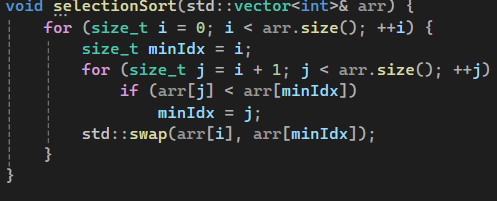 void selectionSort(std::vector<int>& arr) {
    for (size_t i = 0; i < arr.size(); ++i) {
        size_t minIdx = i;
        for (size_t j = i + 1; j < arr.size(); ++j)
            if (arr[j] < arr[minIdx])
                minIdx = j;
        std::swap(arr[i], arr[minIdx]);
    }
}